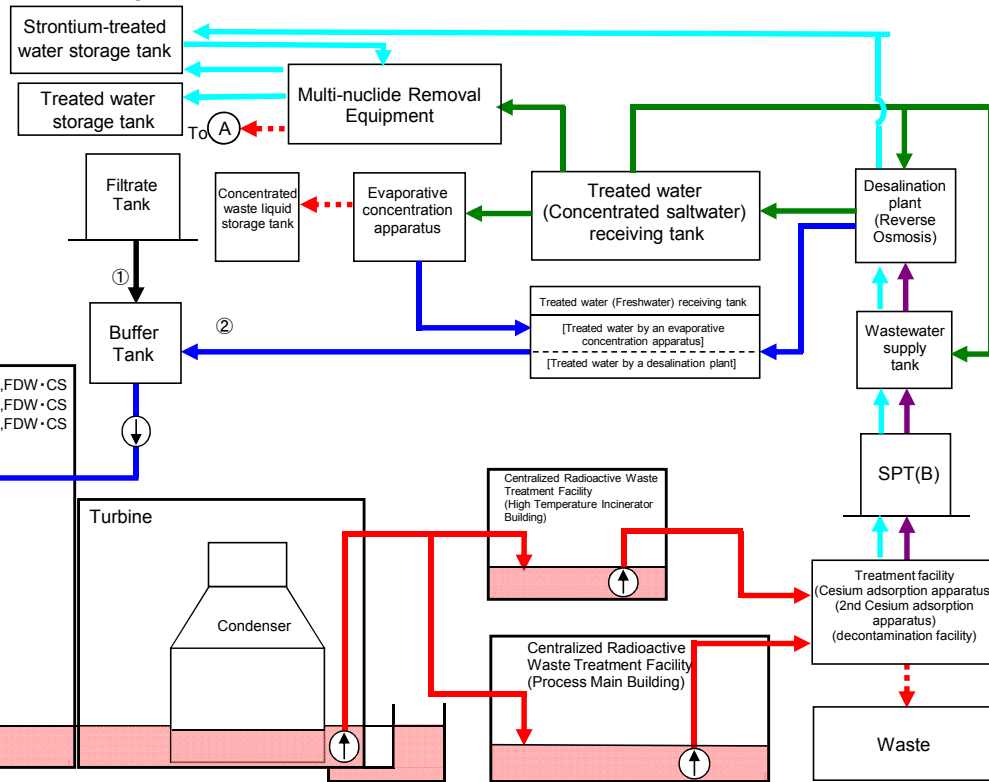 Strontium-treated
water storage tank
Treated water
storage tank
Multi-nuclide Removal
Equipment
To A
Filtrate
Tank
Concentrated
waste liquid
storage tank
Evaporative
concentration
apparatus
Treated water
(Concentrated saltwater)
receiving tank
Desalination
plant
(Reverse
Osmosis)
①
Buffer
Tank
②
Treated water (Freshwater) receiving tank
[Treated water by an evaporative
concentration apparatus]
[Treated water by a desalination plant]
Wastewater
supply
tank
,FDW・CS
,FDW・CS
,FDW・CS
SPT(B)
Turbine
Condenser
Centralized Radioactive Waste
Treatment Facility
(High Temperature Incinerator
Building)
Centralized Radioactive
Waste Treatment Facility
(Process Main Building)
Treatment facility
(Cesium adsorption apparatus
(2nd Cesium adsorption
apparatus)
(decontamination facility)
Waste